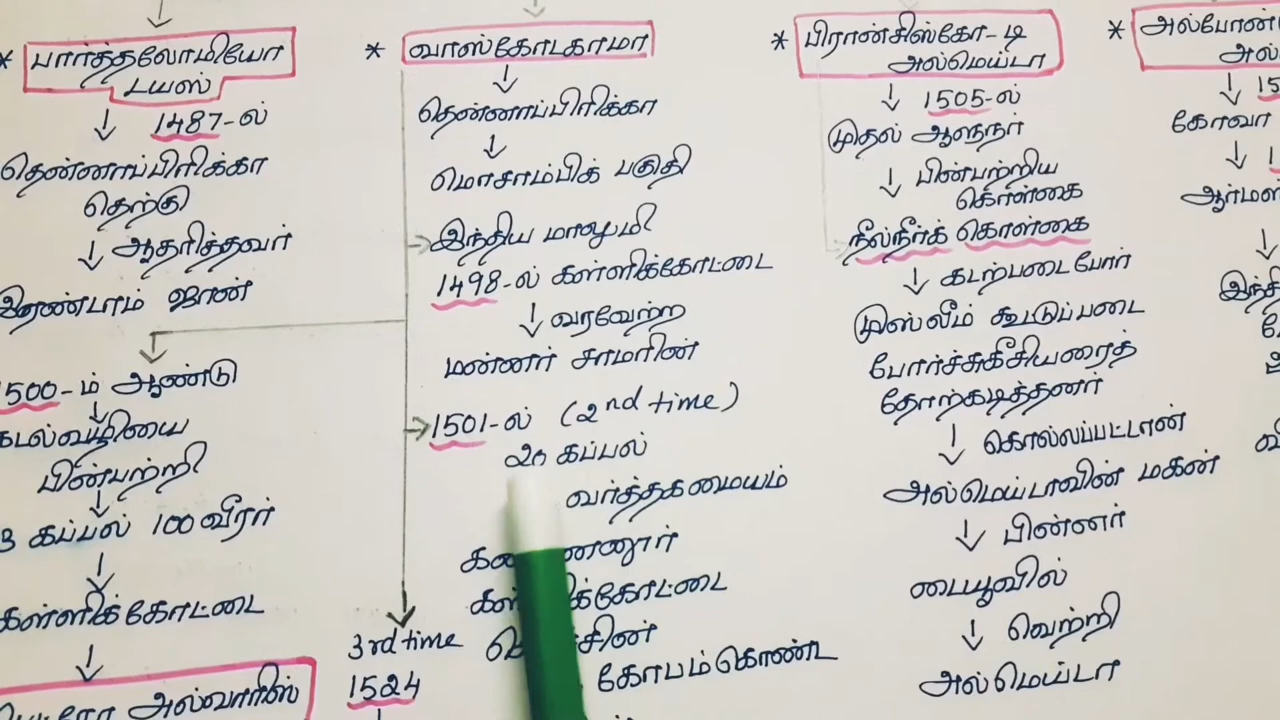 * பார்த்தலோமியோ
டயஸ்
1487-ல்
தென்னாப்பிரிக்கா
தெற்கு
ஆதரித்தவர்
இரண்டாம் ஜான்
1500-ம் ஆண்டு
கடல்வழியை
பின்பற்றி
3 கப்பல் 100 வீரர்
கள்ளிக்கோட்டை
அல்வாரிஸ்
* வாஸ்கோடகாமா
தென்னாப்பிரிக்கா
மொசாம்பிக் பகுதி
இந்திய மாலுமி
1498-ல் கள்ளிக்கோட்டை
வரவேற்ற
மன்னர் சாமரின்
1501-ல் (2nd time)
20 கப்பல்
வர்த்தகமையம்
3rd time
1524
கோபம்கொண்ட
* பிரான்சிஸ்கோ-டி
அல்மெய்டா
1505-ல்
முதல் ஆளுநர்
பின்பற்றிய
கொள்கை
நீல்நீர்க் கொள்கை
கடற்படைபோர்
முஸ்லீம் கூட்டுப்படை
போர்ச்சுகீசியரைத்
தோற்கடித்தனர்
கொல்லப்பட்டான்
அல்மெய்டாவின் மகன்
பின்னர்
டையூவில்
வெற்றி
அல்மெய்டா
*
கோவா